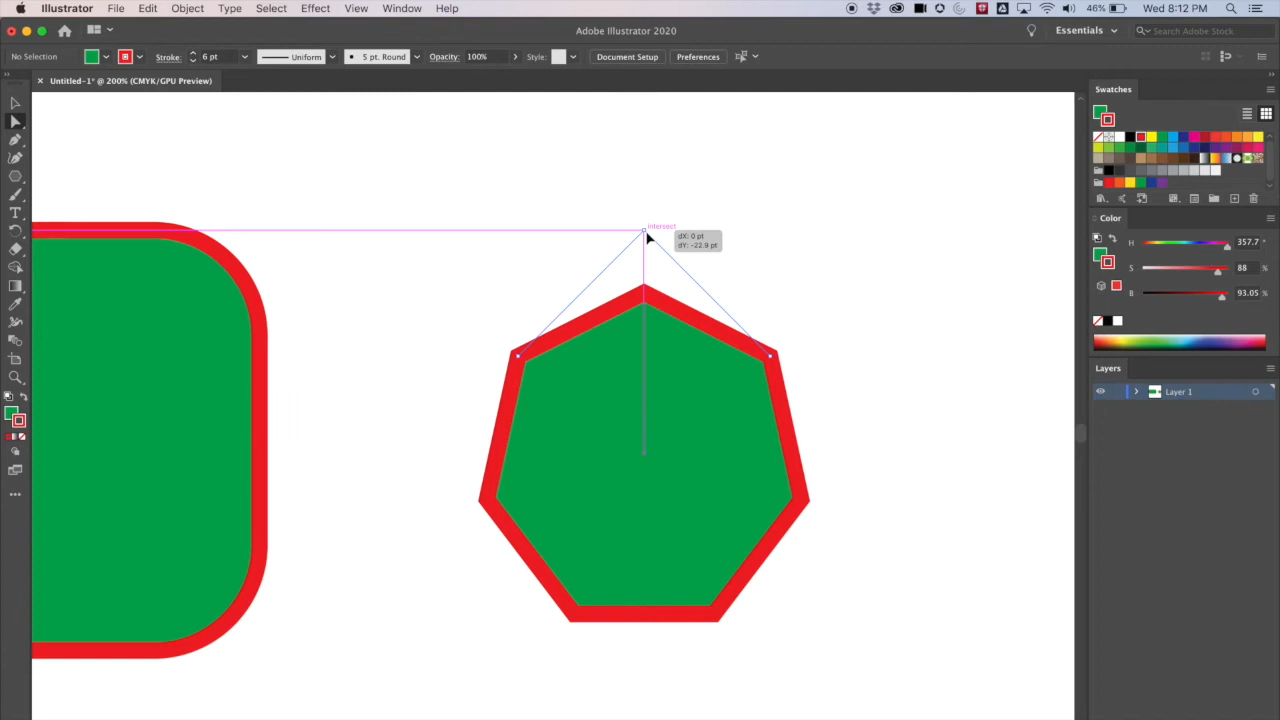 Illustrator File Edit Object Type Select Effect View Window Help 46% Wed 8:12 PM
Adobe Illustrator 2020 Essentials Search Adobe Stock
No Selection Stroke: 6 pt Uniform 5 pt. Round Opacity: 100% Style: Document Setup Preferences
× Untitled-1* @ 200% (CMYK/GPU Preview)
Swatches
Color
H 357.7 °
S 88
B 93.05
Layers
Layer 1
intersect
dX: 0 pt
dY: -22.9 pt